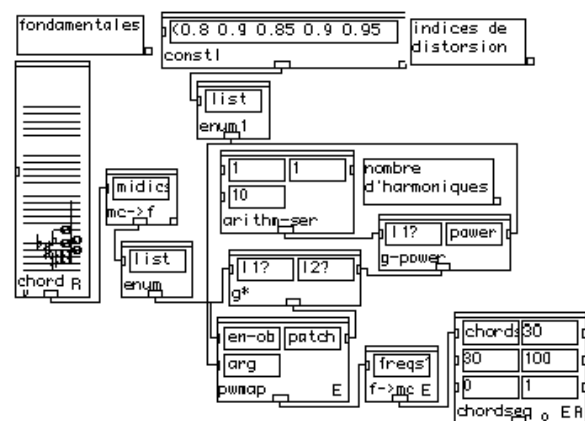 fondamentales
(0.8 0.9 0.85 0.9 0.95
constl
indices de
distorsion
list
enum1
1 1
10
arithm-ser
nombre
d'harmoniques
midics
mc->f
l1? power
g-power
list
enum
l1? l2?
g*
chord R
en-ob patch
arg
pwmap E
freqs?
f->mc E
chords 30
30 100
0 1
chordseq o E R